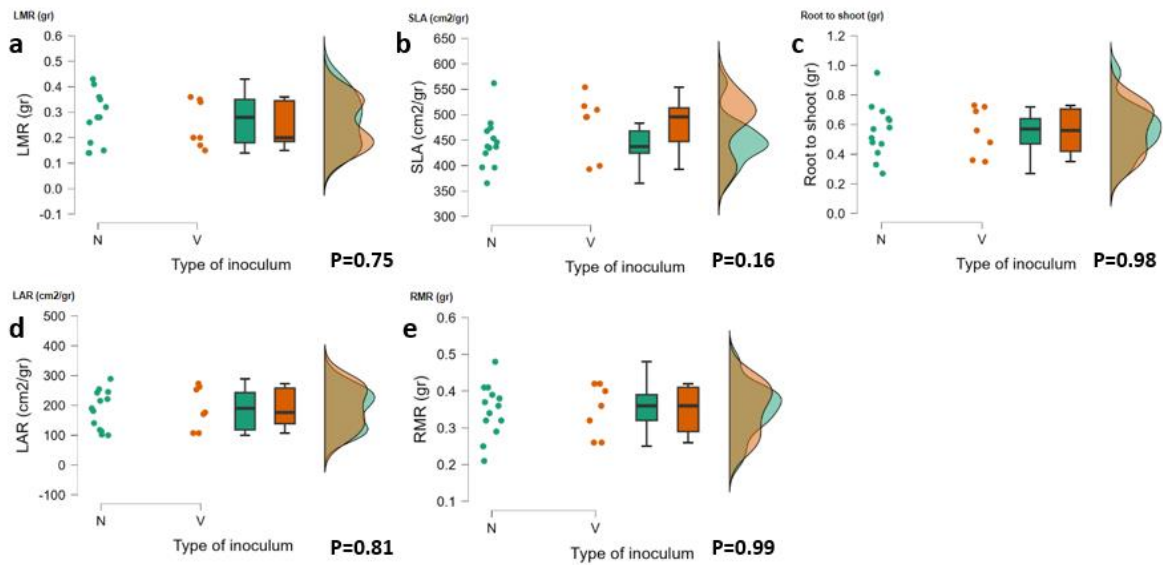 LMR (gr)
a
LMR (gr)
0.6
0.5
0.4
0.3
0.2
0.1
0.0
-0.1
N
V
Type of inoculum
P=0.75
SLA (cm2/gr)
b
SLA (cm2/gr)
650
600
550
500
450
400
350
300
N
V
Type of inoculum
P=0.16
Root to shoot (gr)
c
Root to shoot (gr)
1.2
1.0
0.8
0.6
0.4
0.2
0.0
N
V
Type of inoculum
P=0.98
LAR (cm2/gr)
d
LAR (cm2/gr)
500
400
300
200
100
0
-100
N
V
Type of inoculum
P=0.81
RMR (gr)
e
RMR (gr)
0.6
0.5
0.4
0.3
0.2
0.1
N
V
Type of inoculum
P=0.99